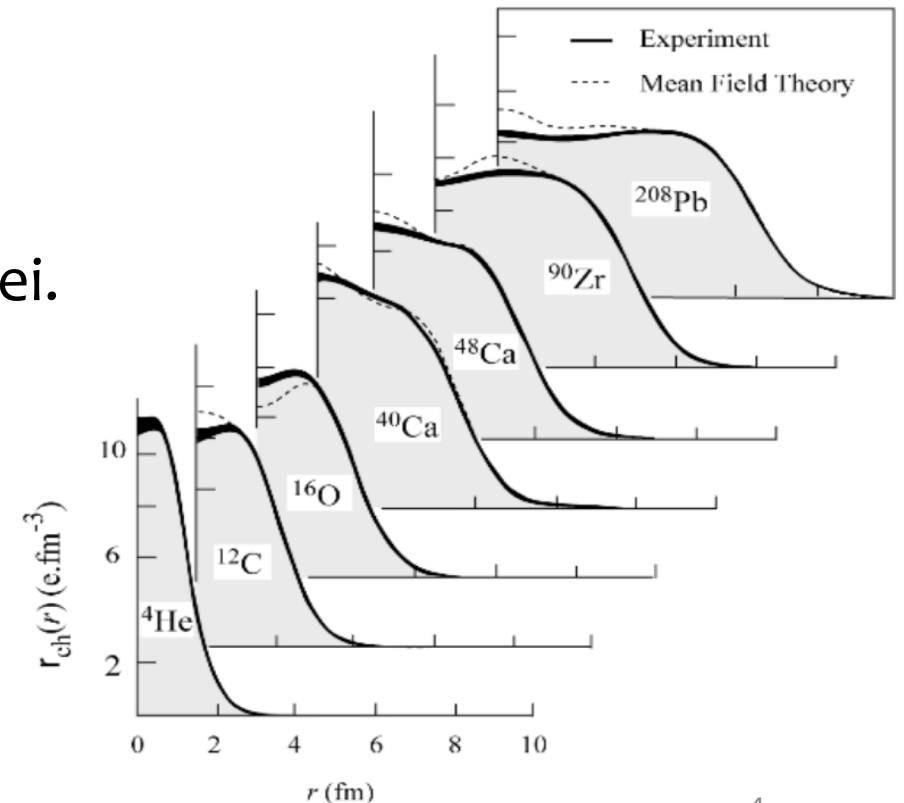 Experiment
Mean Field Theory
²⁰⁸Pb
ei.
⁹⁰Zr
⁴⁸Ca
⁴⁰Ca
¹⁶O
¹²C
⁴He
10
6
2
r_ch(r) (e.fm⁻³)
0 2 4 6 8 10
r (fm)